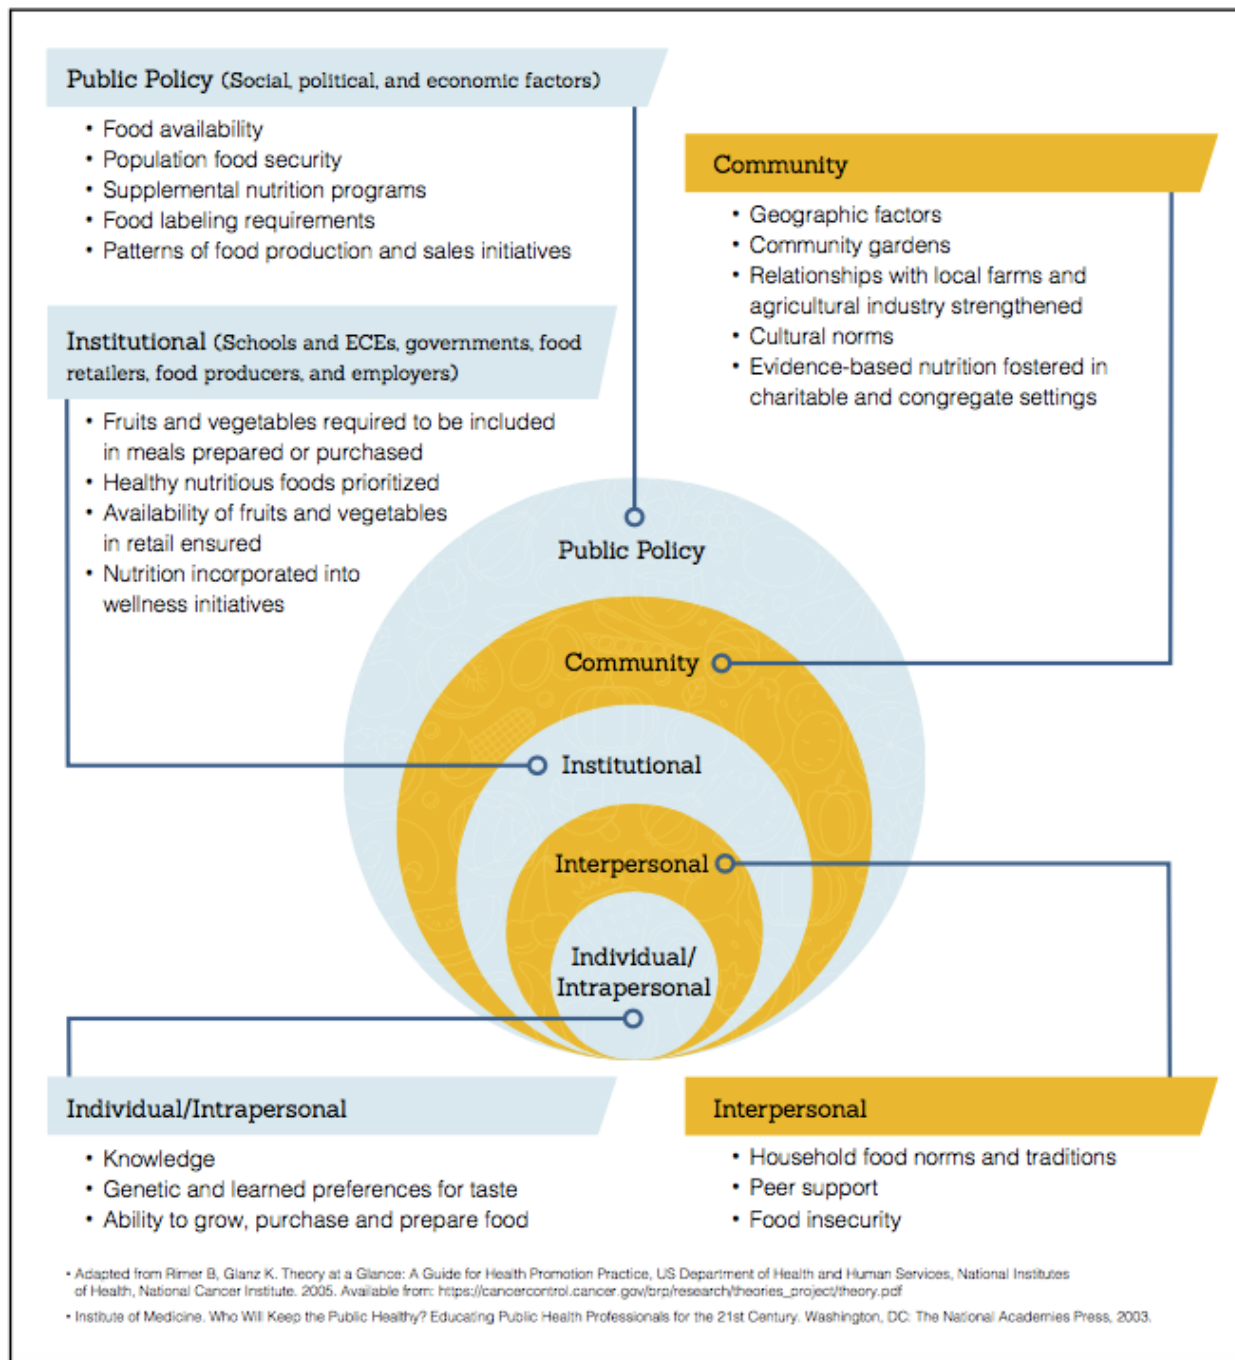 Public Policy (Social, political, and economic factors)
• Food availability
• Population food security
• Supplemental nutrition programs
• Food labeling requirements
• Patterns of food production and sales initiatives
Community
• Geographic factors
• Community gardens
• Relationships with local farms and
agricultural industry strengthened
• Cultural norms
• Evidence-based nutrition fostered in
charitable and congregate settings
Institutional (Schools and ECEs, governments, food
retailers, food producers, and employers)
• Fruits and vegetables required to be included
in meals prepared or purchased
• Healthy nutritious foods prioritized
• Availability of fruits and vegetables
in retail ensured
• Nutrition incorporated into
wellness initiatives
Public Policy
Community
Institutional
Interpersonal
Individual/
Intrapersonal
Individual/Intrapersonal
• Knowledge
• Genetic and learned preferences for taste
• Ability to grow, purchase and prepare food
Interpersonal
• Household food norms and traditions
• Peer support
• Food insecurity
• Adapted from Rimer B, Glanz K. Theory at a Glance: A Guide for Health Promotion Practice, US Department of Health and Human Services, National Institutes
of Health, National Cancer Institute. 2005. Available from: https://cancercontrol.cancer.gov/brp/research/theories_project/theory.pdf
• Institute of Medicine. Who Will Keep the Public Healthy? Educating Public Health Professionals for the 21st Century. Washington, DC: The National Academies Press, 2003.